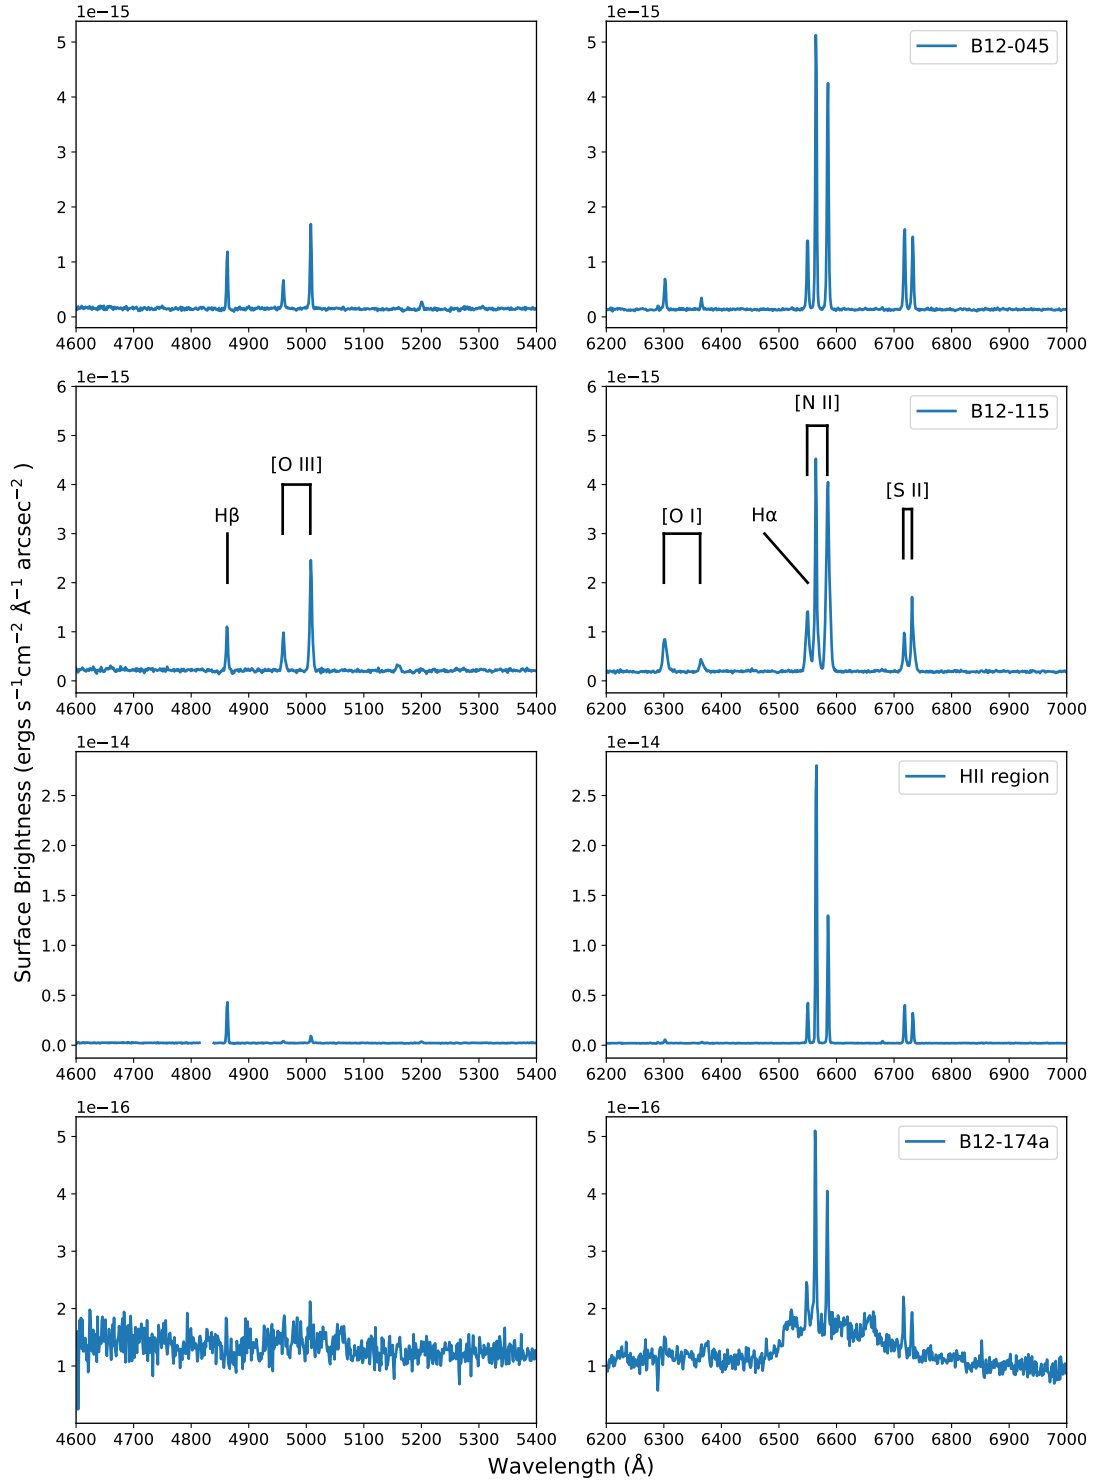 1e−15
5
4
3
2
1
0
4600 4700 4800 4900 5000 5100 5200 5300 5400
1e−15
B12-045
5
4
3
2
1
0
6200 6300 6400 6500 6600 6700 6800 6900 7000
1e−15
6
5
4
3
2
1
0
[O III]
Hβ
4600 4700 4800 4900 5000 5100 5200 5300 5400
1e−15
B12-115
6
5
4
3
2
1
0
[N II]
[S II]
[O I]
Hα
6200 6300 6400 6500 6600 6700 6800 6900 7000
Surface Brightness (ergs s⁻¹cm⁻² Å⁻¹ arcsec⁻² )
1e−14
2.5
2.0
1.5
1.0
0.5
0.0
4600 4700 4800 4900 5000 5100 5200 5300 5400
1e−14
HII region
2.5
2.0
1.5
1.0
0.5
0.0
6200 6300 6400 6500 6600 6700 6800 6900 7000
1e−16
5
4
3
2
1
4600 4700 4800 4900 5000 5100 5200 5300 5400
1e−16
B12-174a
5
4
3
2
1
6200 6300 6400 6500 6600 6700 6800 6900 7000
Wavelength (Å)